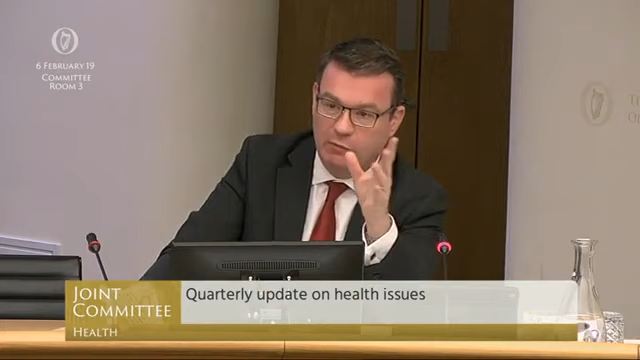 6 February 19
Committee
Room 3
Joint
Committee
Health
Quarterly update on health issues